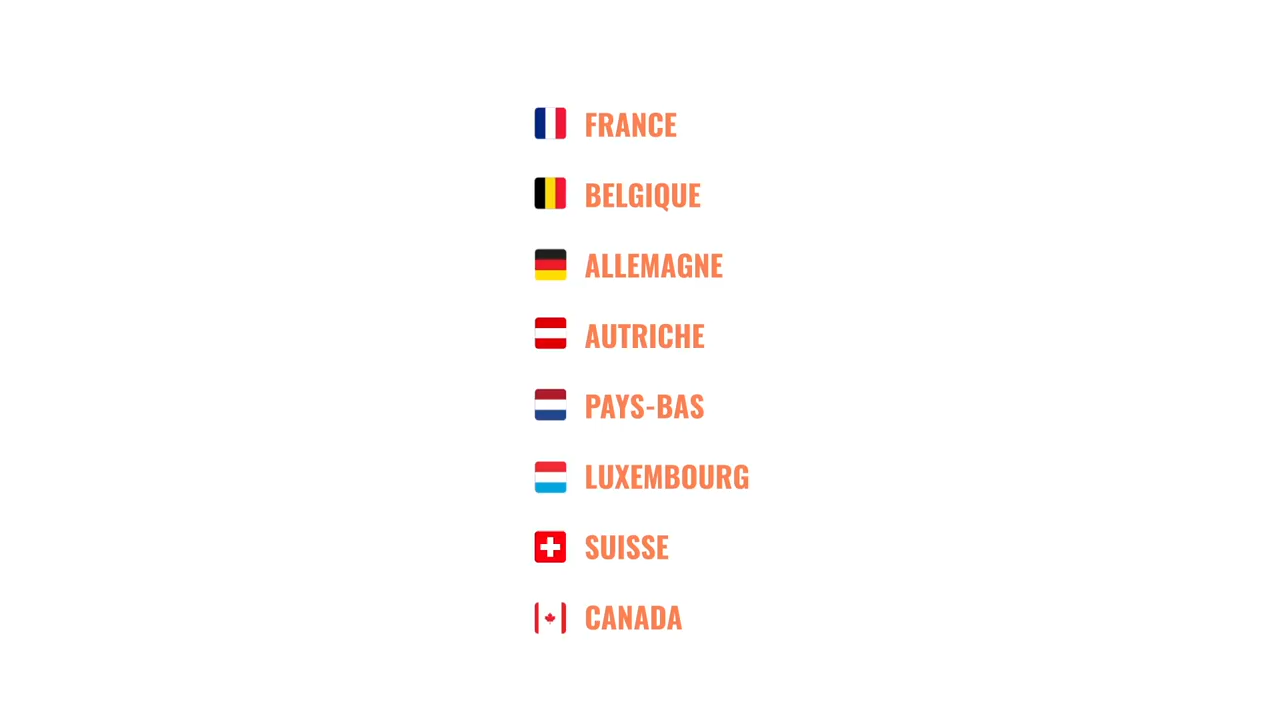 FRANCE
BELGIQUE
ALLEMAGNE
AUTRICHE
PAYS-BAS
LUXEMBOURG
SUISSE
CANADA